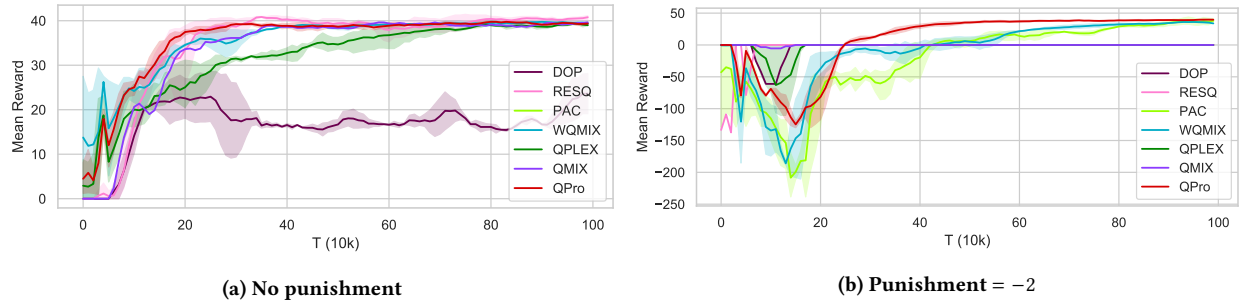 40
30
20
10
0
Mean Reward
DOP
RESQ
PAC
WQMIX
QPLEX
QMIX
QPro
0 20 40 60 80 100
T (10k)
(a) No punishment
50
0
−50
−100
−150
−200
−250
Mean Reward
DOP
RESQ
PAC
WQMIX
QPLEX
QMIX
QPro
0 20 40 60 80 100
T (10k)
(b) Punishment = −2